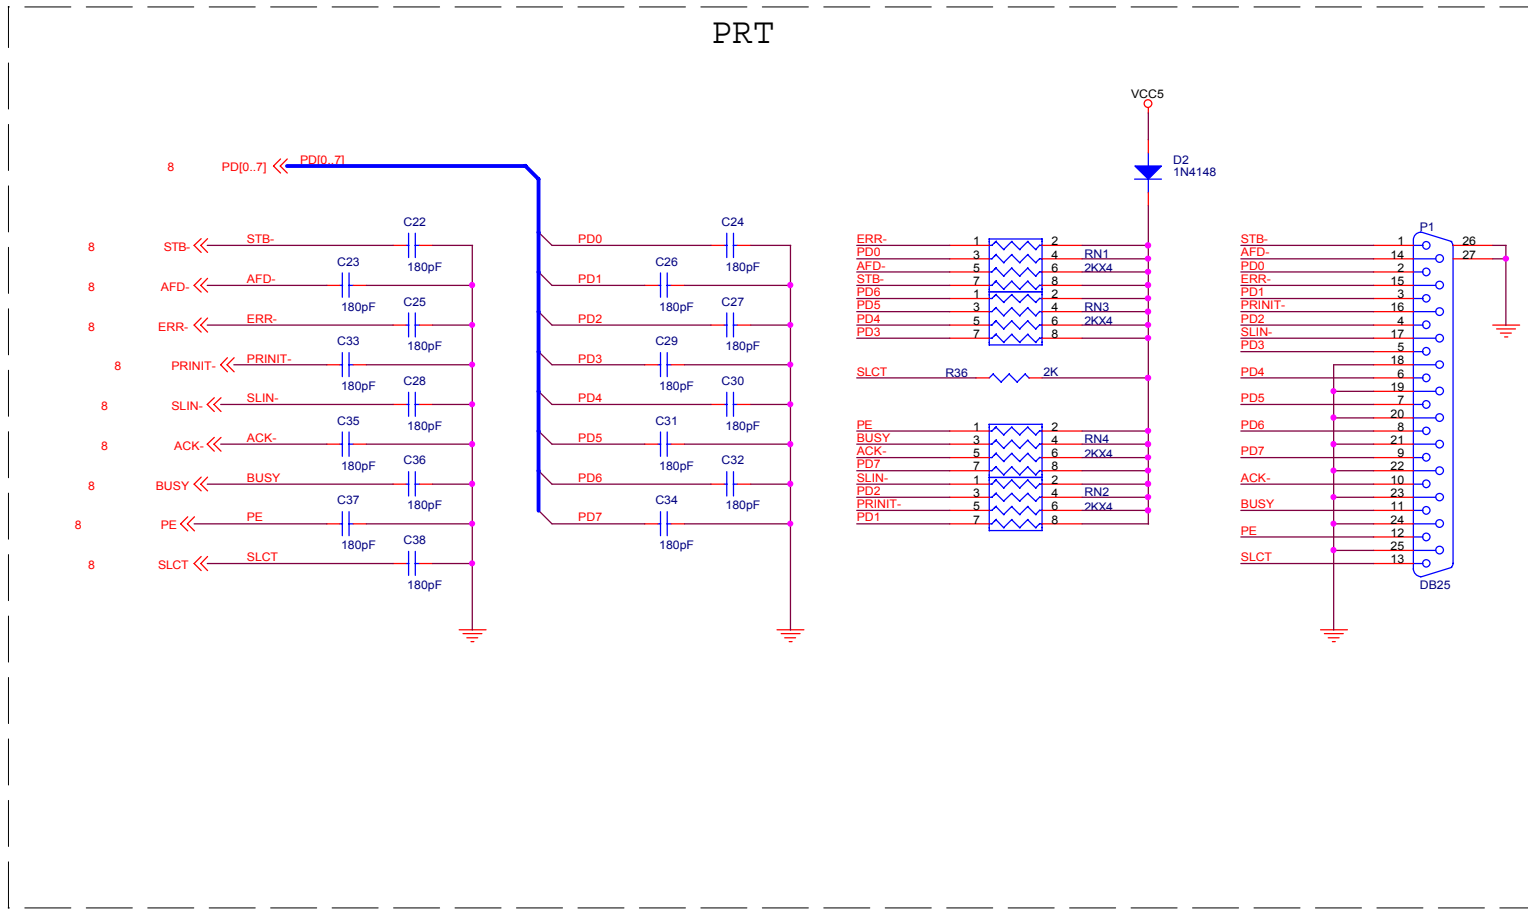 PRT
VCC5
D2
1N4148
8 PD[0..7] PD[0..7]
8 STB- STB- C22 180pF
8 AFD- AFD- C23 180pF
8 ERR- ERR- C25 180pF
8 PRINIT- PRINIT- C33 180pF
8 SLIN- SLIN- C28 180pF
8 ACK- ACK- C35 180pF
8 BUSY BUSY C36 180pF
8 PE PE C37 180pF
8 SLCT SLCT C38 180pF
PD0 C24 180pF
PD1 C26 180pF
PD2 C27 180pF
PD3 C29 180pF
PD4 C30 180pF
PD5 C31 180pF
PD6 C32 180pF
PD7 C34 180pF
ERR- 1 2
PD0 3 4 RN1
AFD- 5 6 2KX4
STB- 7 8
PD6 1 2
PD5 3 4 RN3
PD4 5 6 2KX4
PD3 7 8
SLCT R36 2K
PE 1 2
BUSY 3 4 RN4
ACK- 5 6 2KX4
PD7 7 8
SLIN- 1 2
PD2 3 4 RN2
PRINIT- 5 6 2KX4
PD1 7 8
P1
STB- 1 26
AFD- 14 27
PD0 2
ERR- 15
PD1 3
PRINIT- 16
PD2 4
SLIN- 17
PD3 5
18
PD4 6
19
PD5 7
20
PD6 8
21
PD7 9
22
ACK- 10
23
BUSY 11
24
PE 12
25
SLCT 13
DB25